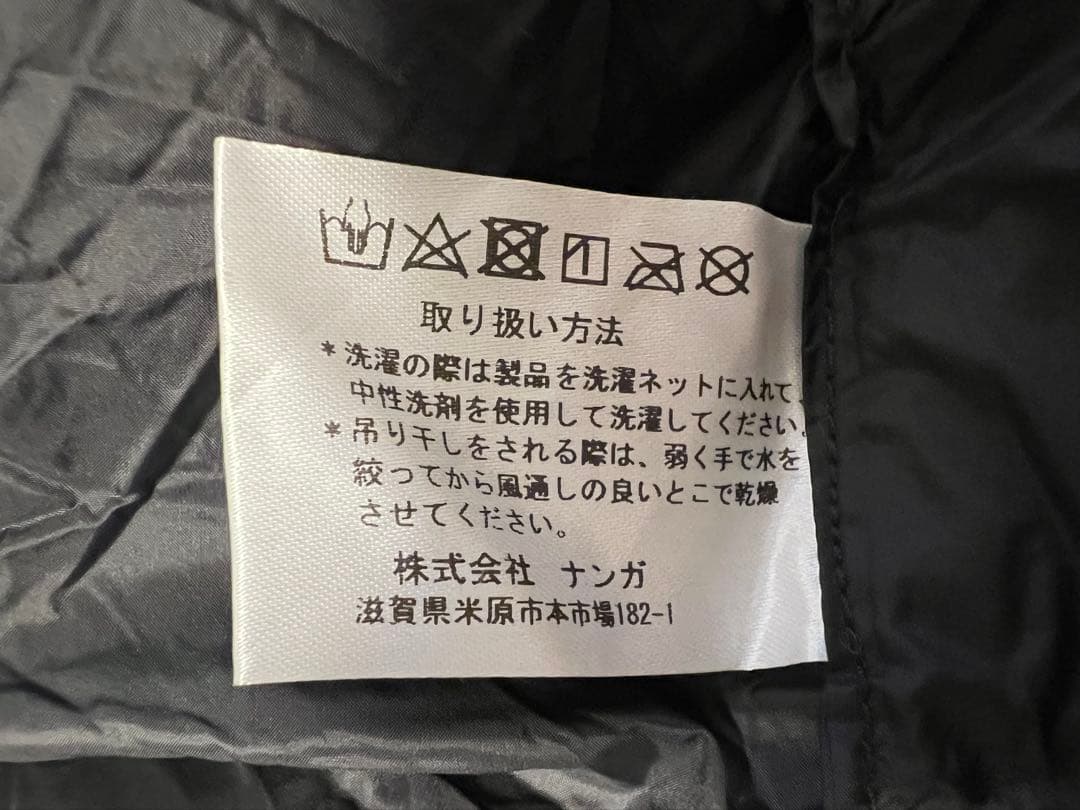 取り扱い方法
*洗濯の際は製品を洗濯ネットに入れて、
中性洗剤を使用して洗濯してください。
*吊り干しをされる際は、弱く手で水を
絞ってから風通しの良いとこで乾燥
させてください。
株式会社 ナンガ
滋賀県米原市本市場182-1